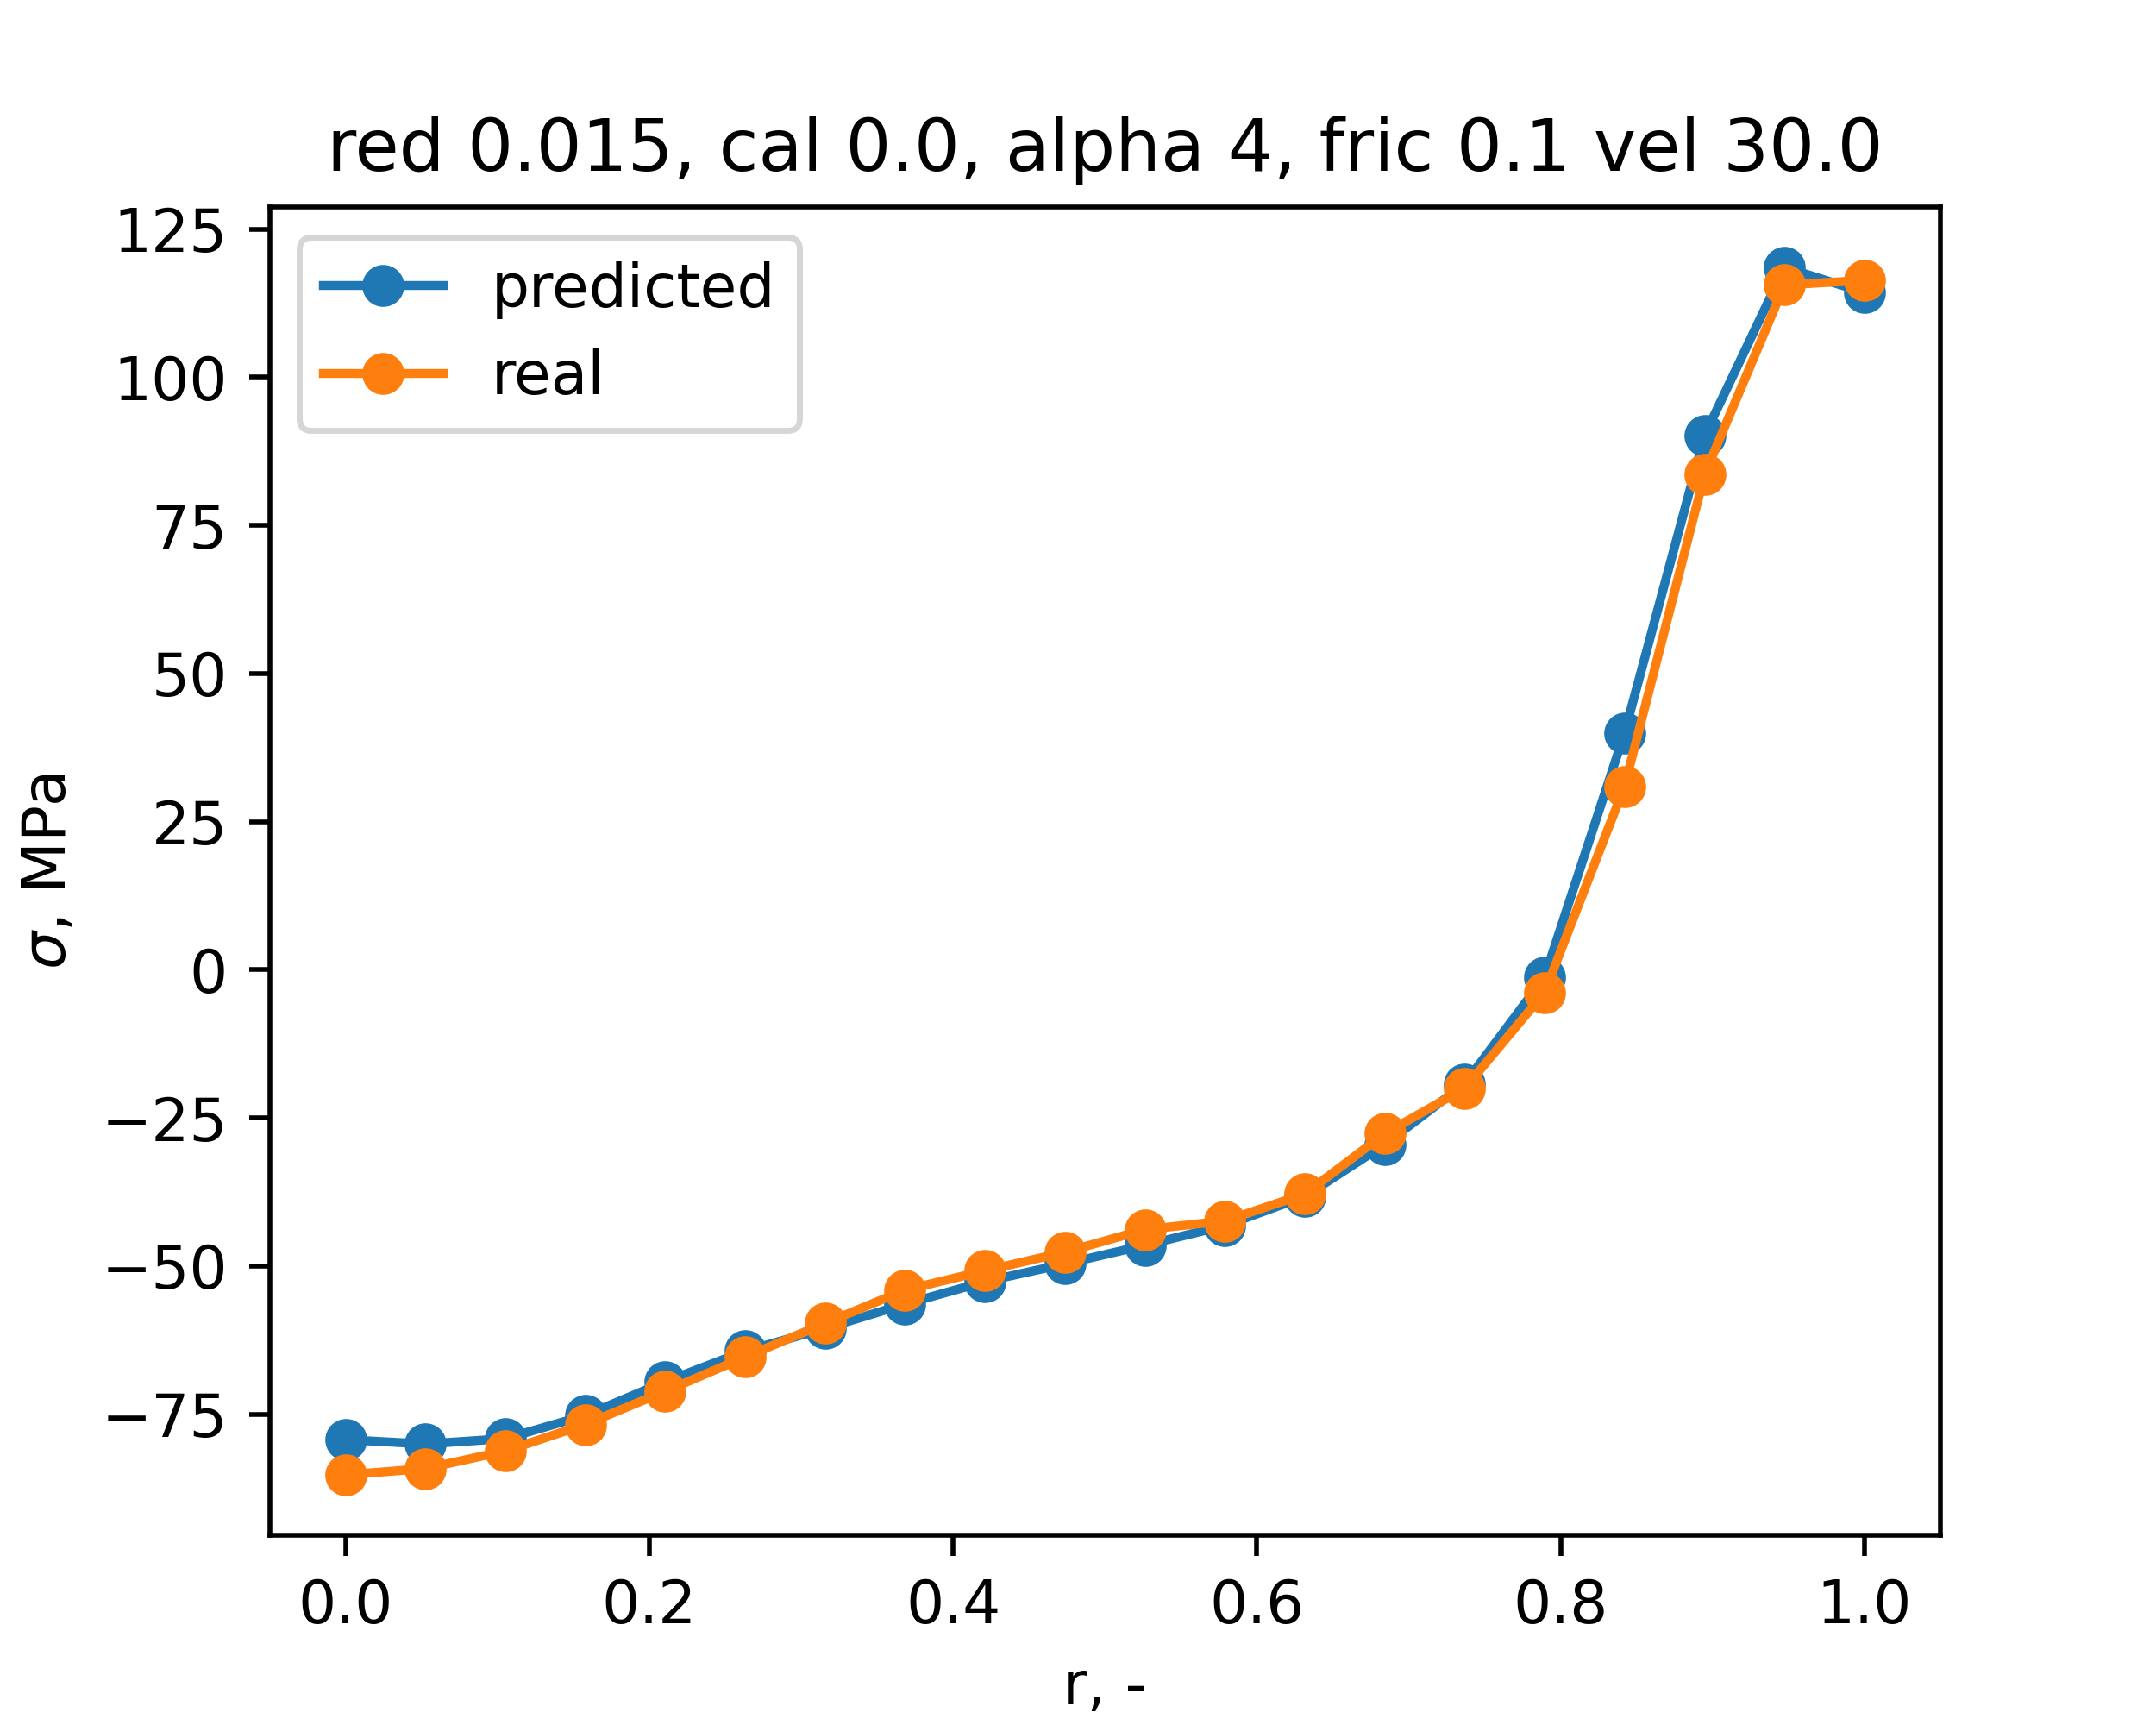 red 0.015, cal 0.0, alpha 4, fric 0.1 vel 30.0
predicted
real
125
100
75
50
25
0
−25
−50
−75
σ, MPa
0.0 0.2 0.4 0.6 0.8 1.0
r, -